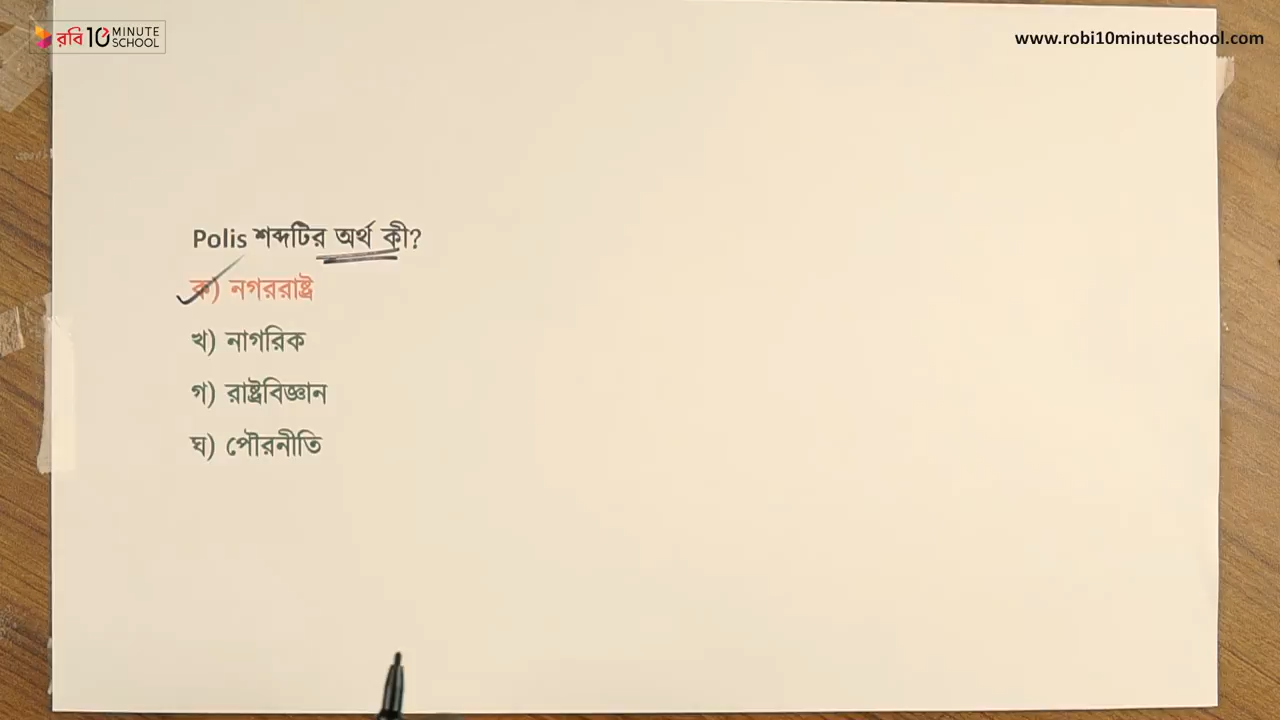 রবি 10 MINUTE SCHOOL
www.robi10minuteschool.com
Polis শব্দটির অর্থ কী?
ক) নগররাষ্ট্র
খ) নাগরিক
গ) রাষ্ট্রবিজ্ঞান
ঘ) পৌরনীতি